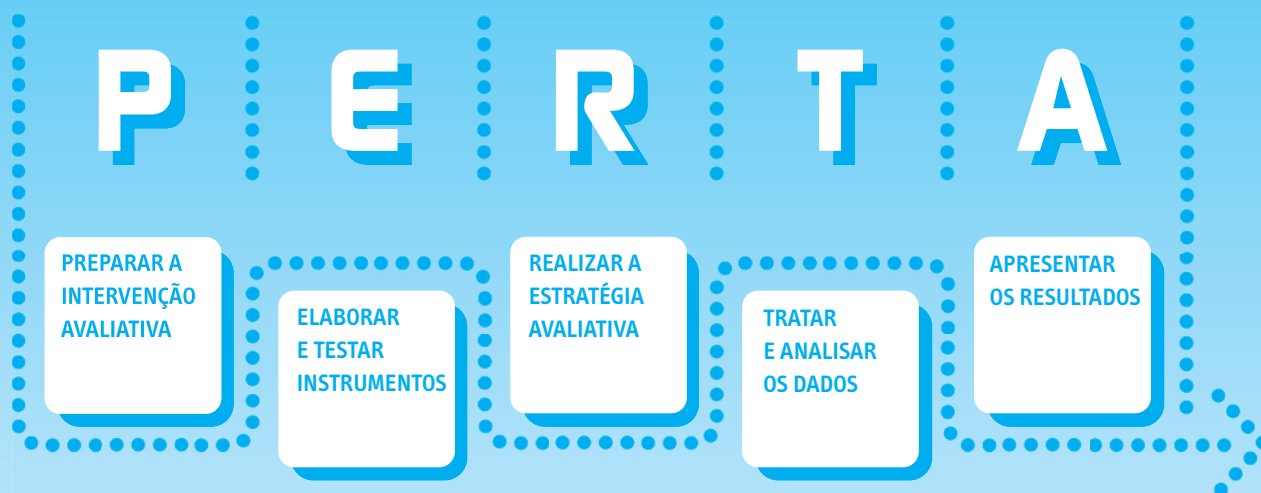 P E R T A
PREPARAR A
INTERVENÇÃO
AVALIATIVA
ELABORAR
E TESTAR
INSTRUMENTOS
REALIZAR A
ESTRATÉGIA
AVALIATIVA
TRATAR
E ANALISAR
OS DADOS
APRESENTAR
OS RESULTADOS